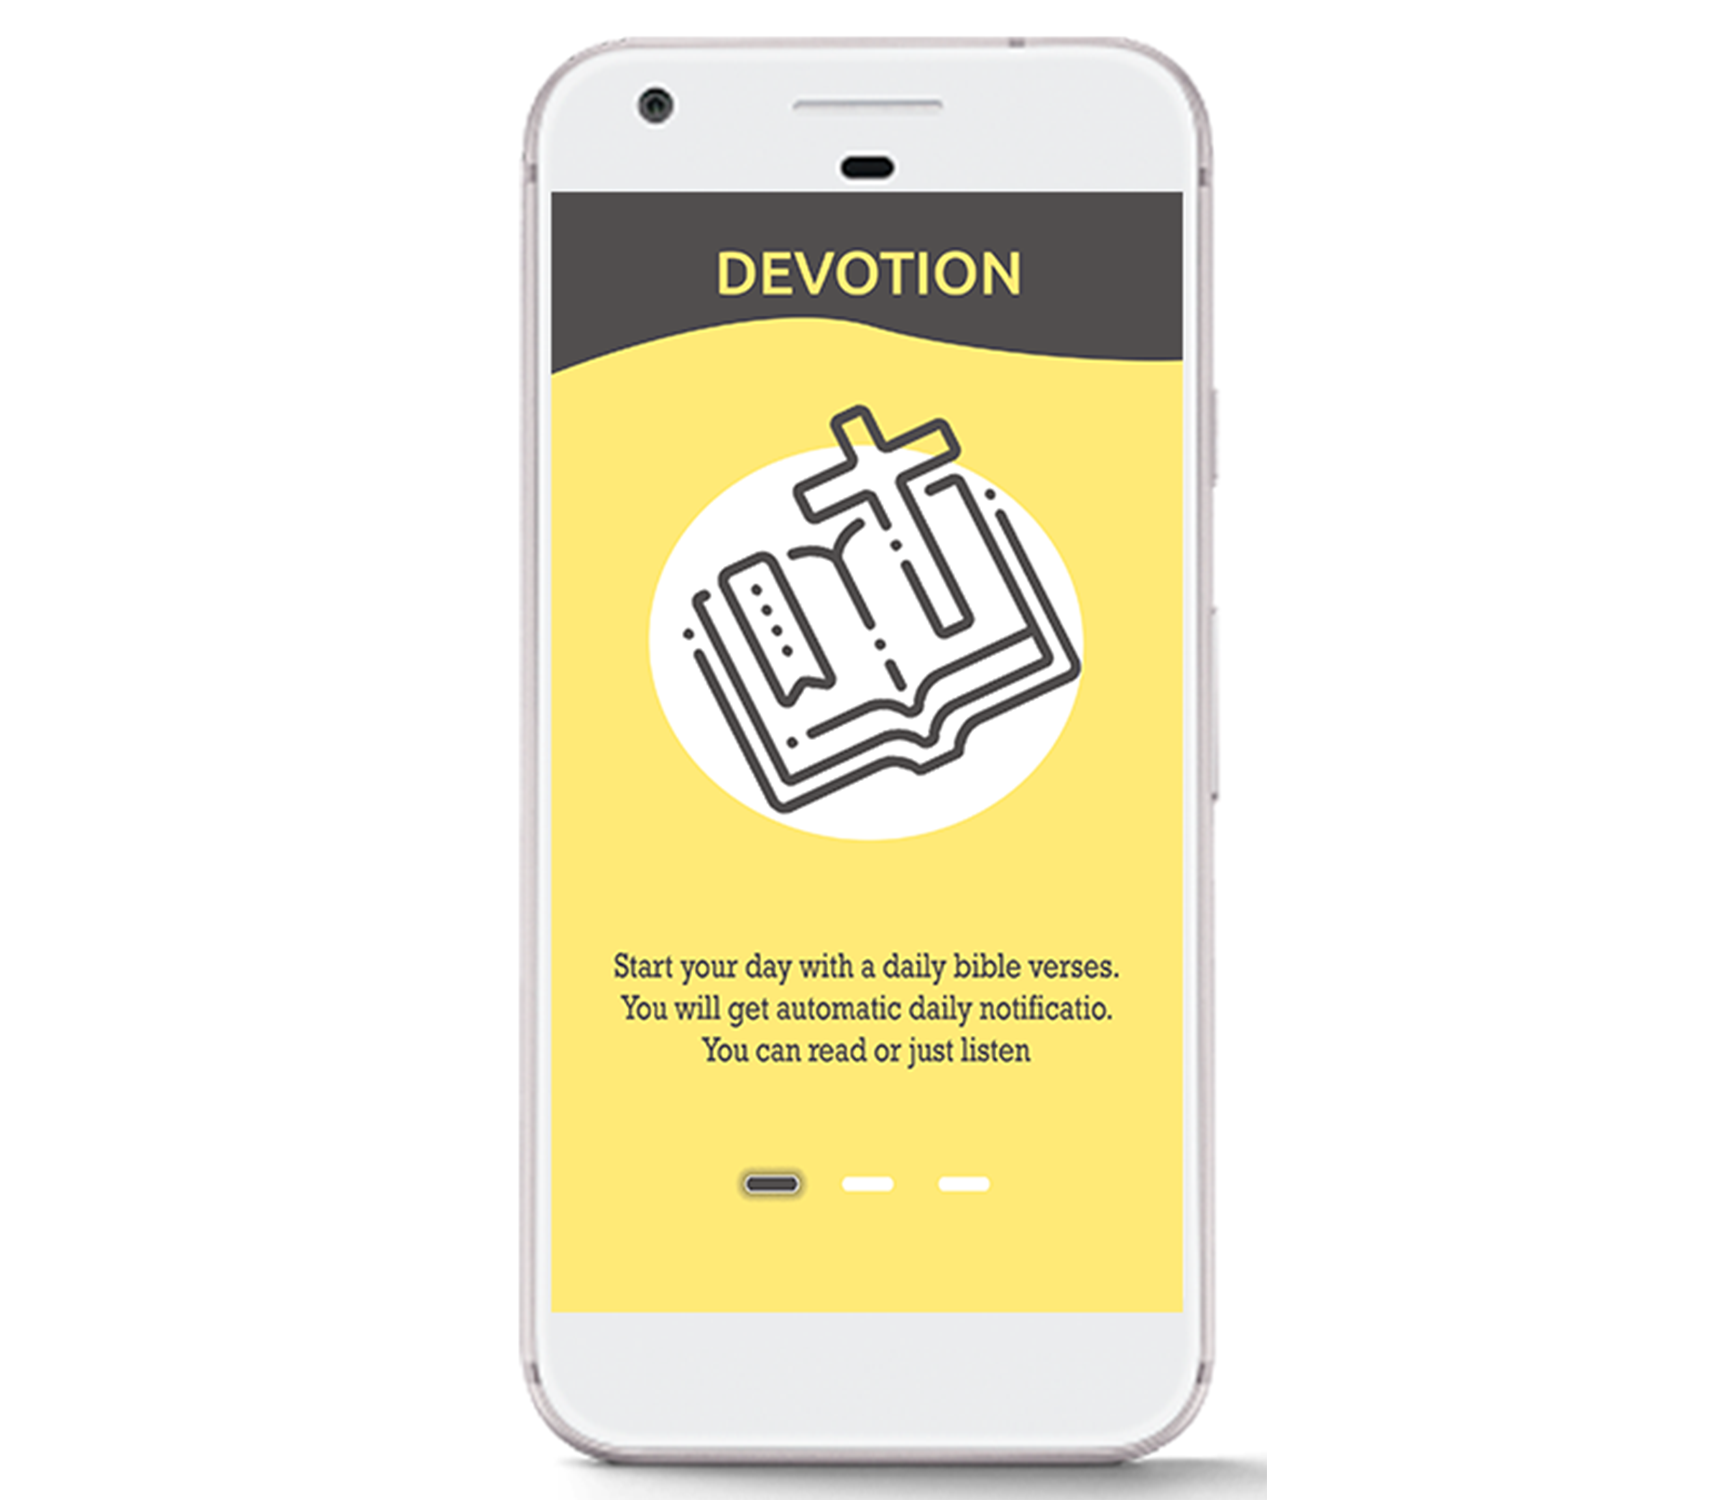 DEVOTION
Start your day with a daily bible verses.
You will get automatic daily notificatio.
You can read or just listen